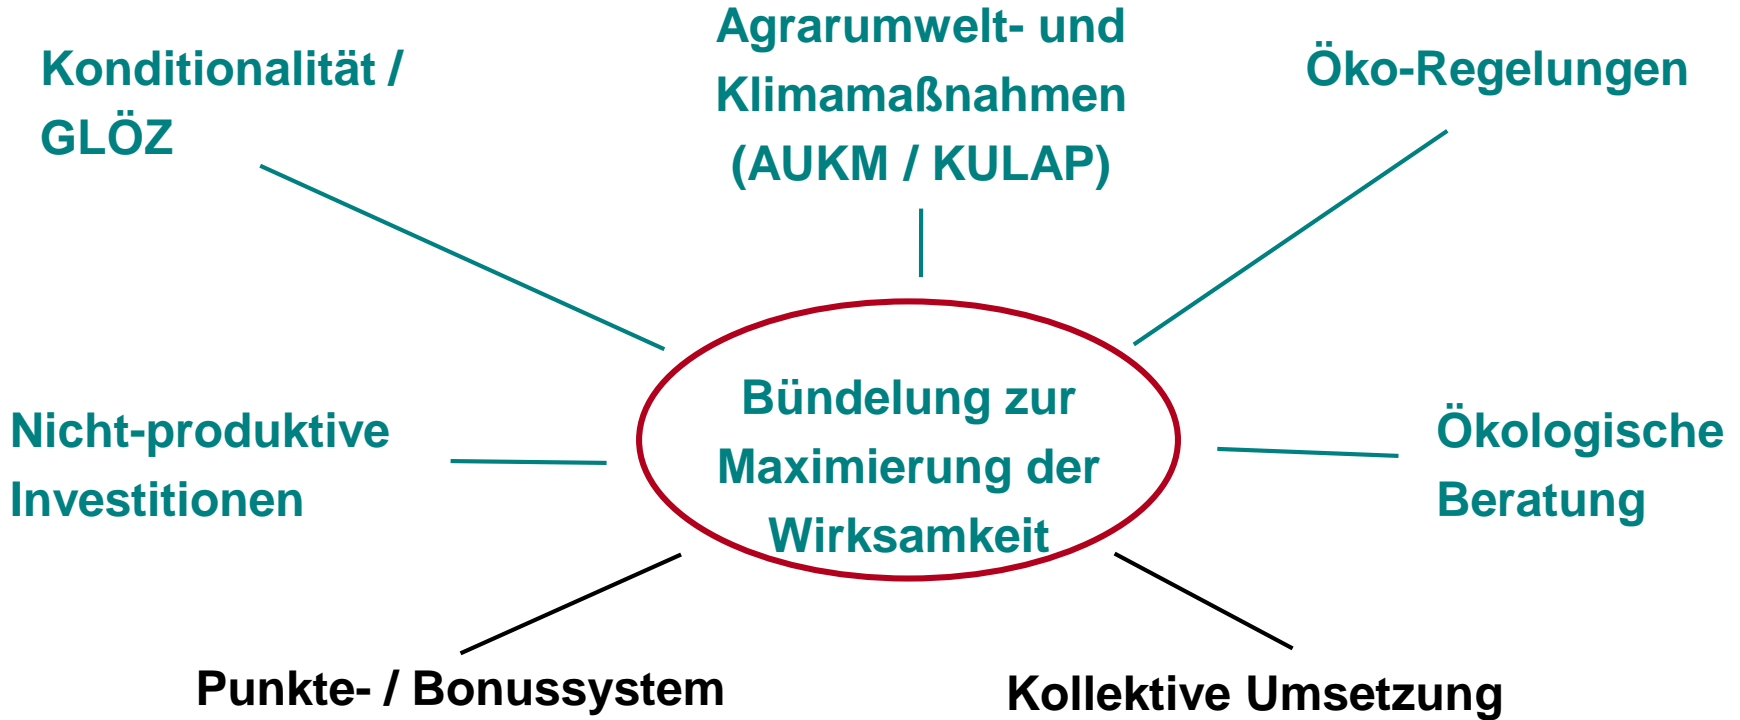 Konditionalität /
GLÖZ
Agrarumwelt- und
Klimamaßnahmen
(AUKM / KULAP)
Öko-Regelungen
Nicht-produktive
Investitionen
Bündelung zur
Maximierung der
Wirksamkeit
Ökologische
Beratung
Punkte- / Bonussystem
Kollektive Umsetzung